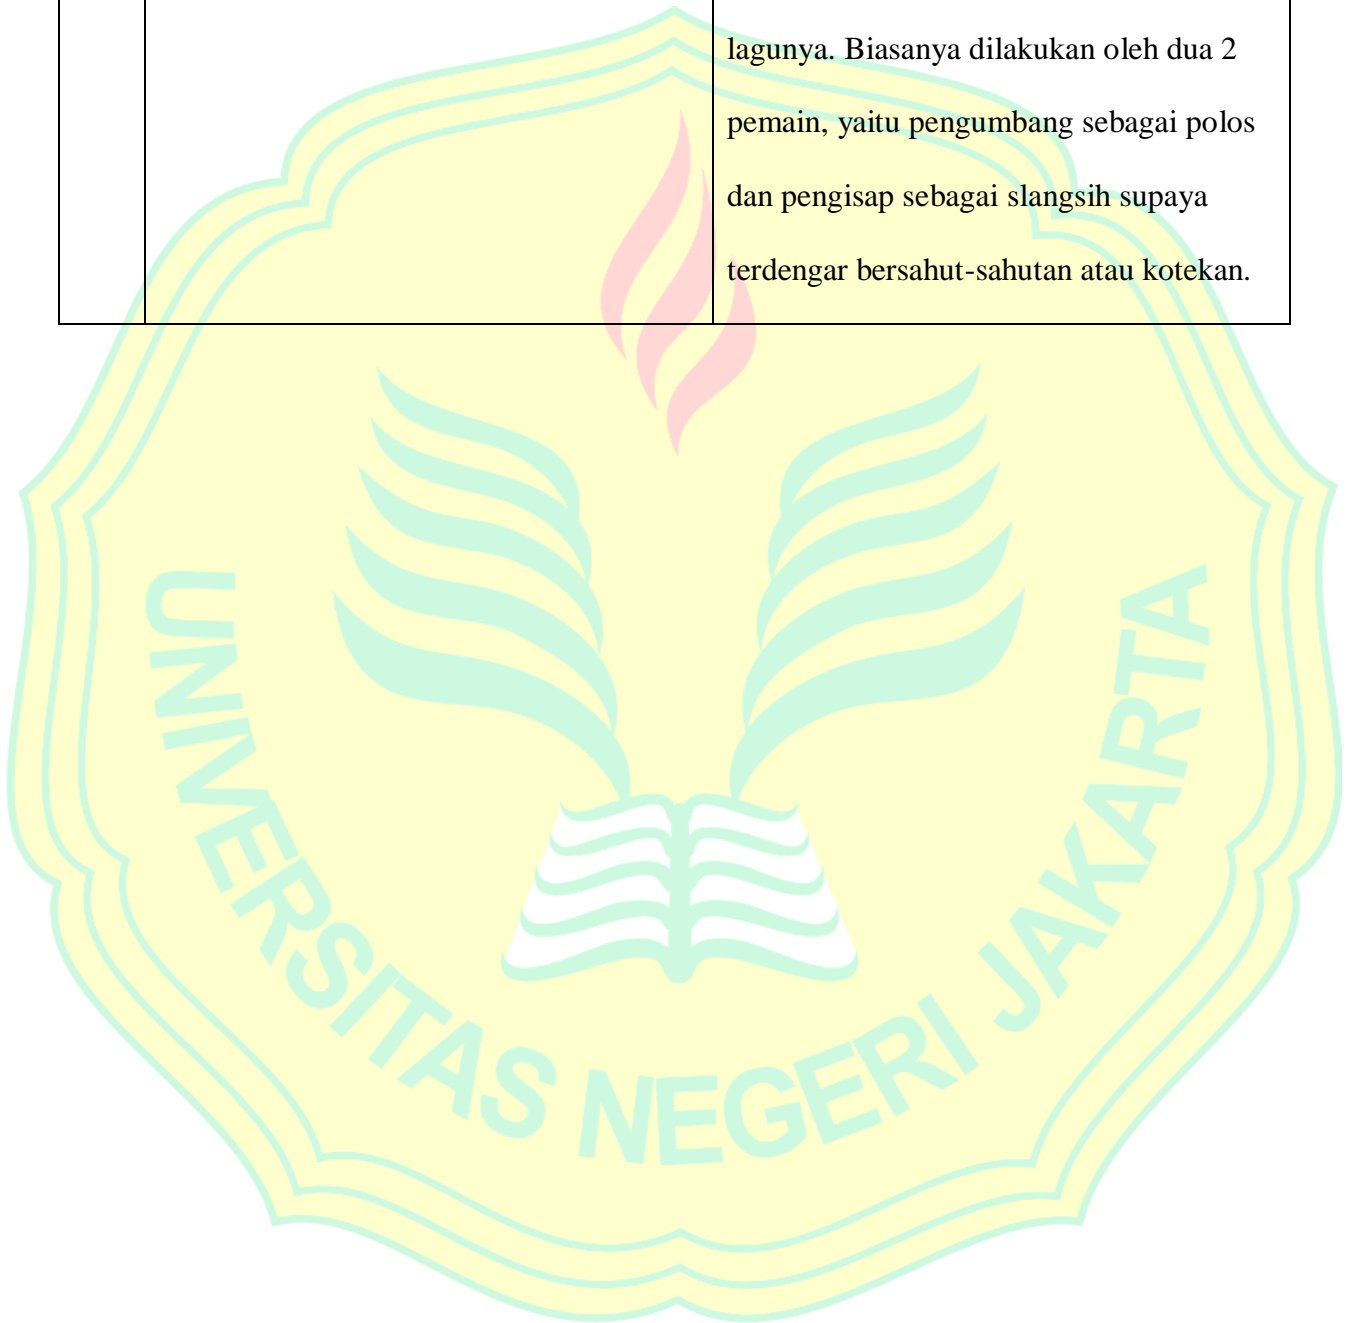 lagunya. Biasanya dilakukan oleh dua 2
pemain, yaitu pengumbang sebagai polos
dan pengisap sebagai slangsih supaya
terdengar bersahut-sahutan atau kotekan.
UNIVERSITAS NEGERI JAKARTA